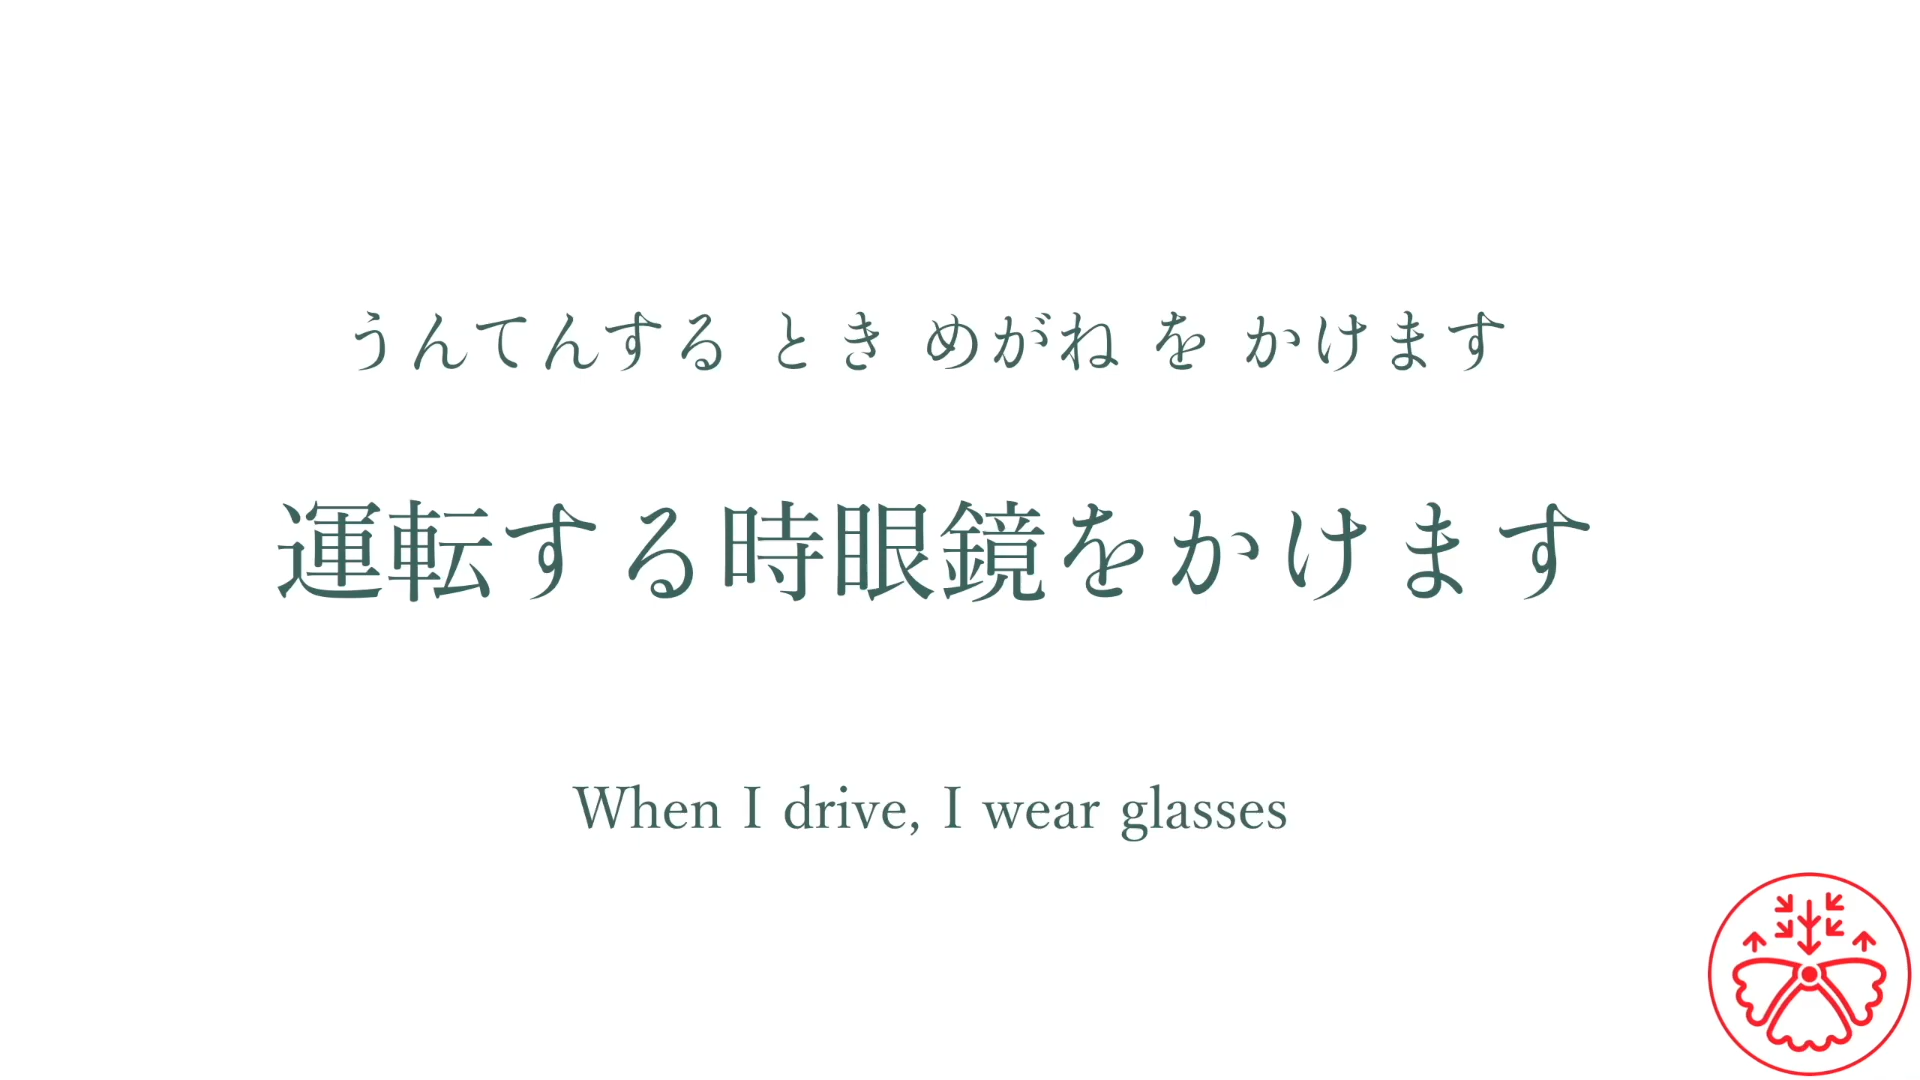 うんてんする とき めがね を かけます
運転する時眼鏡をかけます
When I drive, I wear glasses